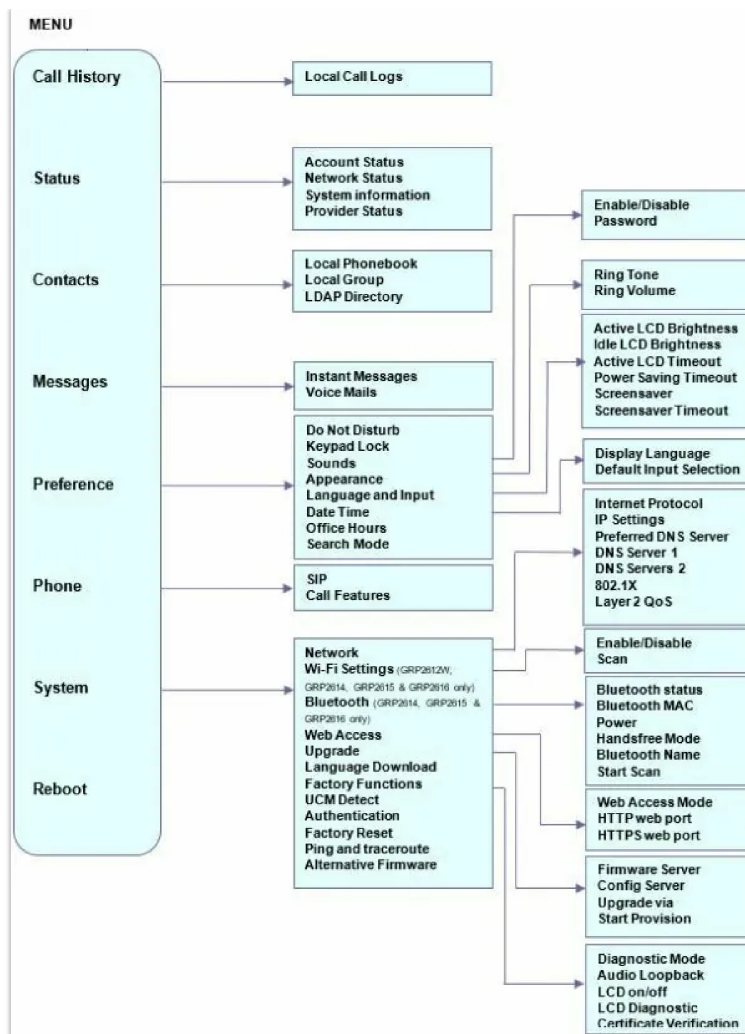 MENU
Call History
Status
Contacts
Messages
Preference
Phone
System
Reboot
Local Call Logs
Account Status
Network Status
System information
Provider Status
Local Phonebook
Local Group
LDAP Directory
Instant Messages
Voice Mails
Do Not Disturb
Keypad Lock
Sounds
Appearance
Language and Input
Date Time
Office Hours
Search Mode
SIP
Call Features
Network
Wi-Fi Settings (GRP2612W,
GRP2614, GRP2615 & GRP2616 only)
Bluetooth (GRP2614, GRP2615 &
GRP2616 only)
Web Access
Upgrade
Language Download
Factory Functions
UCM Detect
Authentication
Factory Reset
Ping and traceroute
Alternative Firmware
Enable/Disable
Password
Ring Tone
Ring Volume
Active LCD Brightness
Idle LCD Brightness
Active LCD Timeout
Power Saving Timeout
Screensaver
Screensaver Timeout
Display Language
Default Input Selection
Internet Protocol
IP Settings
Preferred DNS Server
DNS Server 1
DNS Servers 2
802.1X
Layer 2 QoS
Enable/Disable
Scan
Bluetooth status
Bluetooth MAC
Power
Handsfree Mode
Bluetooth Name
Start Scan
Web Access Mode
HTTP web port
HTTPS web port
Firmware Server
Config Server
Upgrade via
Start Provision
Diagnostic Mode
Audio Loopback
LCD on/off
LCD Diagnostic
Certificate Verification